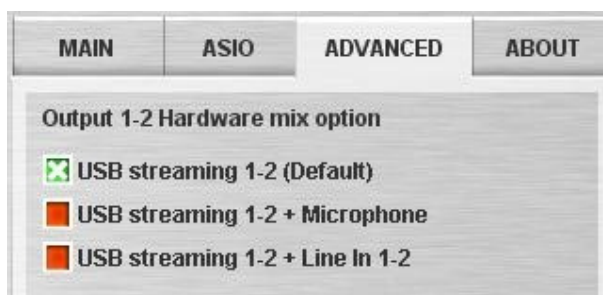 MAIN ASIO ADVANCED ABOUT
Output 1-2 Hardware mix option
USB streaming 1-2 (Default)
USB streaming 1-2 + Microphone
USB streaming 1-2 + Line In 1-2